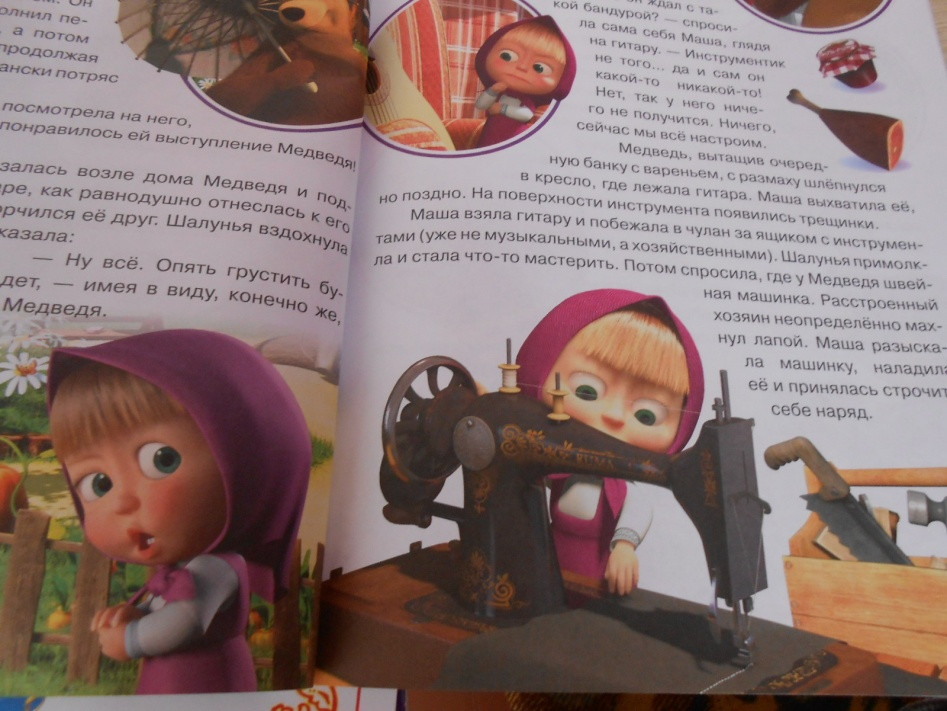 Он
олнил пе-
, а потом
продолжая
ански потряс
посмотрела на него,
понравилось ей выступление Медведя!
залась возле дома Медведя и под-
аре, как равнодушно отнеслась к его
орчился её друг. Шалунья вздохнула
казала:
— Ну всё. Опять грустить бу-
дет, — имея в виду, конечно же,
Медведя.
он ждал с та-
кой бандурой? — спроси-
ла сама себя Маша, глядя
на гитару. — Инструментик
не того... да и сам он
какой-то никакой-то!
Нет, так у него ниче-
го не получится. Ничего,
сейчас мы всё настроим.
Медведь, вытащив очеред-
ную банку с вареньем, с размаху шлёпнулся
в кресло, где лежала гитара. Маша выхватила её,
но поздно. На поверхности инструмента появились трещинки.
Маша взяла гитару и побежала в чулан за ящиком с инструмен-
тами (уже не музыкальными, а хозяйственными). Шалунья примолк-
ла и стала что-то мастерить. Потом спросила, где у Медведя швей-
ная машинка. Расстроенный
хозяин неопределённо мах-
нул лапой. Маша разыска-
ла машинку, наладила
её и принялась строчит
себе наряд.